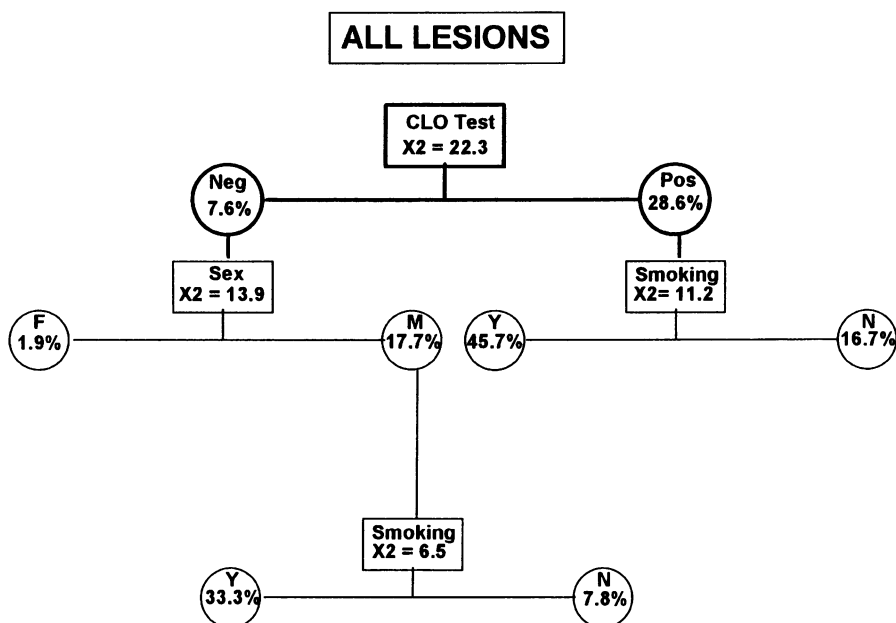 ALL LESIONS
CLO Test
X2 = 22.3
Neg
7.6%
Pos
28.6%
Sex
X2 = 13.9
Smoking
X2= 11.2
F
1.9%
M
17.7%
Y
45.7%
N
16.7%
Smoking
X2 = 6.5
Y
33.3%
N
7.8%